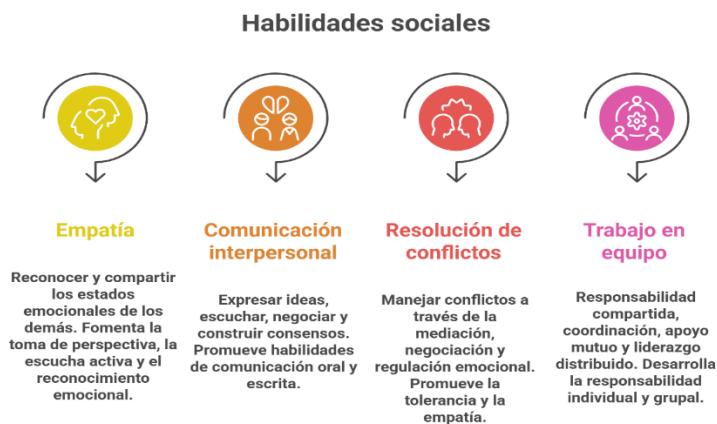 Habilidades sociales
Empatía
Reconocer y compartir
los estados
emocionales de los
demás. Fomenta la
toma de perspectiva, la
escucha activa y el
reconocimiento
emocional.
Comunicación
interpersonal
Expresar ideas,
escuchar, negociar y
construir consensos.
Promueve habilidades
de comunicación oral y
escrita.
Resolución de
conflictos
Manejar conflictos a
través de la
mediación,
negociación y
regulación emocional.
Promueve la
tolerancia y la
empatía.
Trabajo en
equipo
Responsabilidad
compartida,
coordinación, apoyo
mutuo y liderazgo
distribuido. Desarrolla
la responsabilidad
individual y grupal.